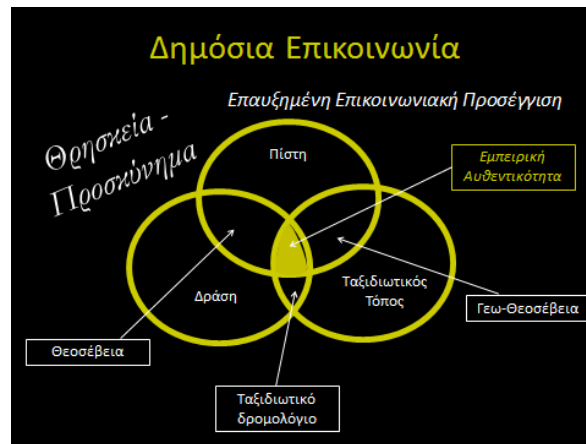 Δημόσια Επικοινωνία
Επαυξημένη Επικοινωνιακή Προσέγγιση
Θρησκεία -
Προσκύνημα
Πίστη
Εμπειρική
Αυθεντικότητα
Δράση
Ταξιδιωτικός
Τόπος
Γεω-Θεοσέβεια
Θεοσέβεια
Ταξιδιωτικό
δρομολόγιο